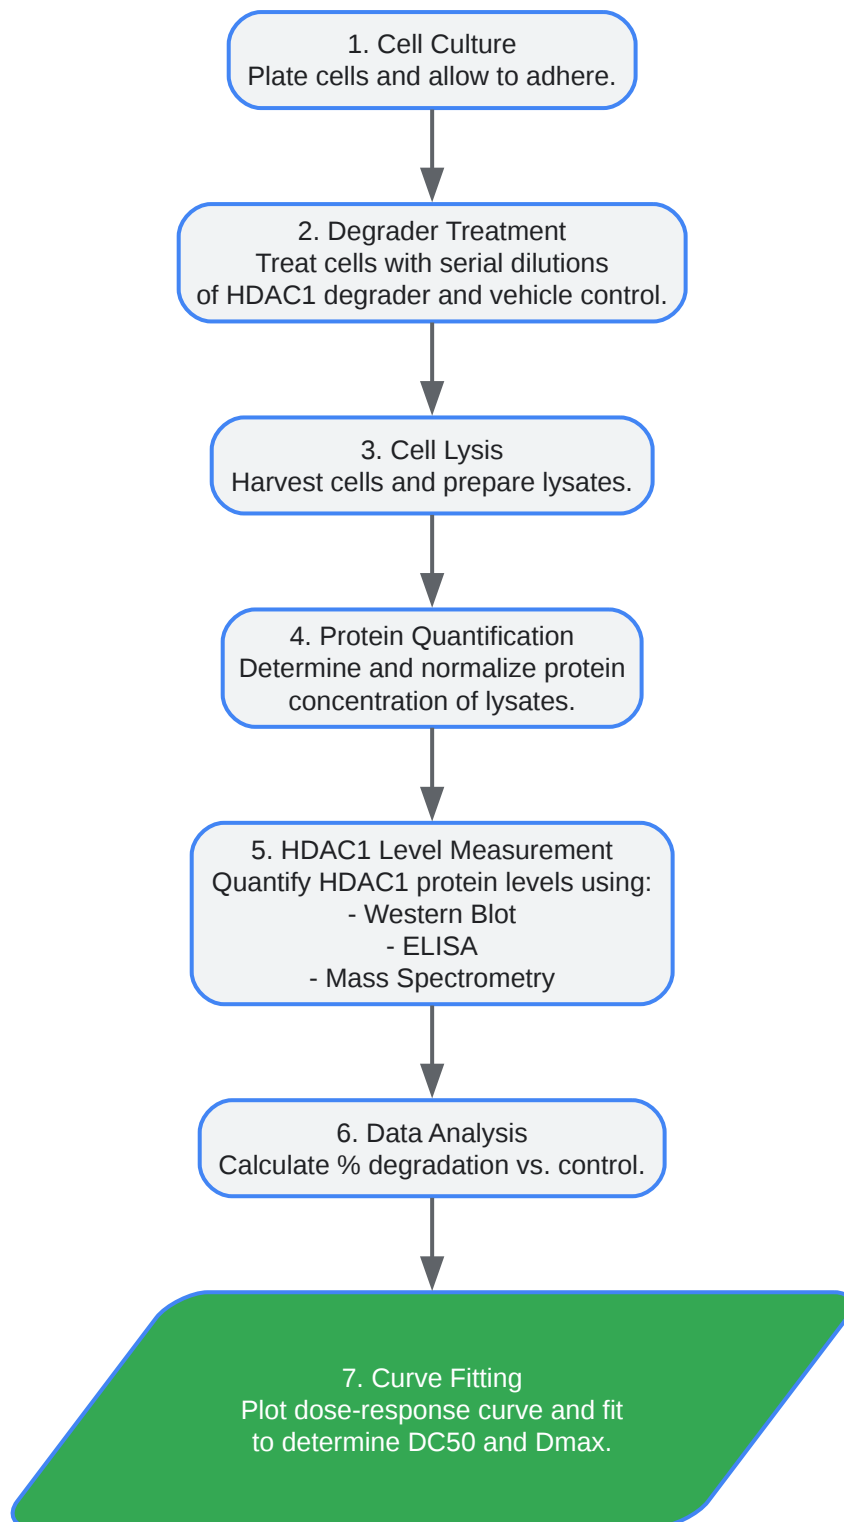 1. Cell Culture
Plate cells and allow to adhere.
2. Degrader Treatment
Treat cells with serial dilutions
of HDAC1 degrader and vehicle control.
3. Cell Lysis
Harvest cells and prepare lysates.
4. Protein Quantification
Determine and normalize protein
concentration of lysates.
5. HDAC1 Level Measurement
Quantify HDAC1 protein levels using:
- Western Blot
- ELISA
- Mass Spectrometry
6. Data Analysis
Calculate % degradation vs. control.
7. Curve Fitting
Plot dose-response curve and fit
to determine DC50 and Dmax.